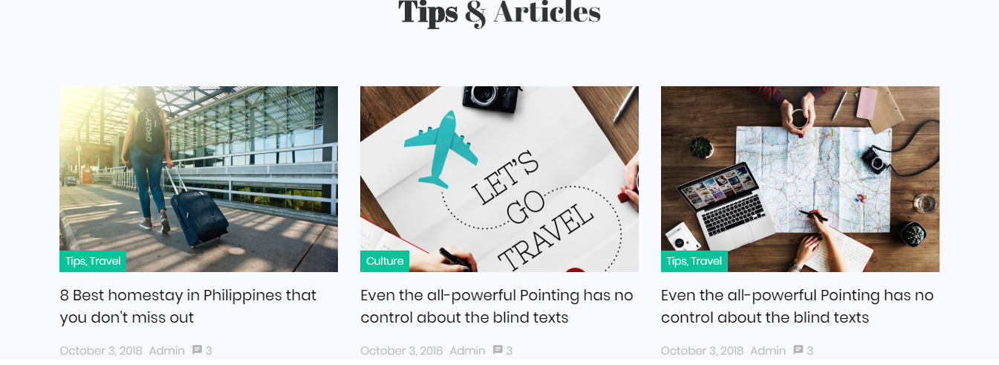 Tips & Articles
OAKLEY
LET'S
GO
TRAVEL
Tips, Travel
Culture
Tips, Travel
8 Best homestay in Philippines that
you don't miss out
Even the all-powerful Pointing has no
control about the blind texts
Even the all-powerful Pointing has no
control about the blind texts
October 3, 2018 Admin 3
October 3, 2018 Admin 3
October 3, 2018 Admin 3